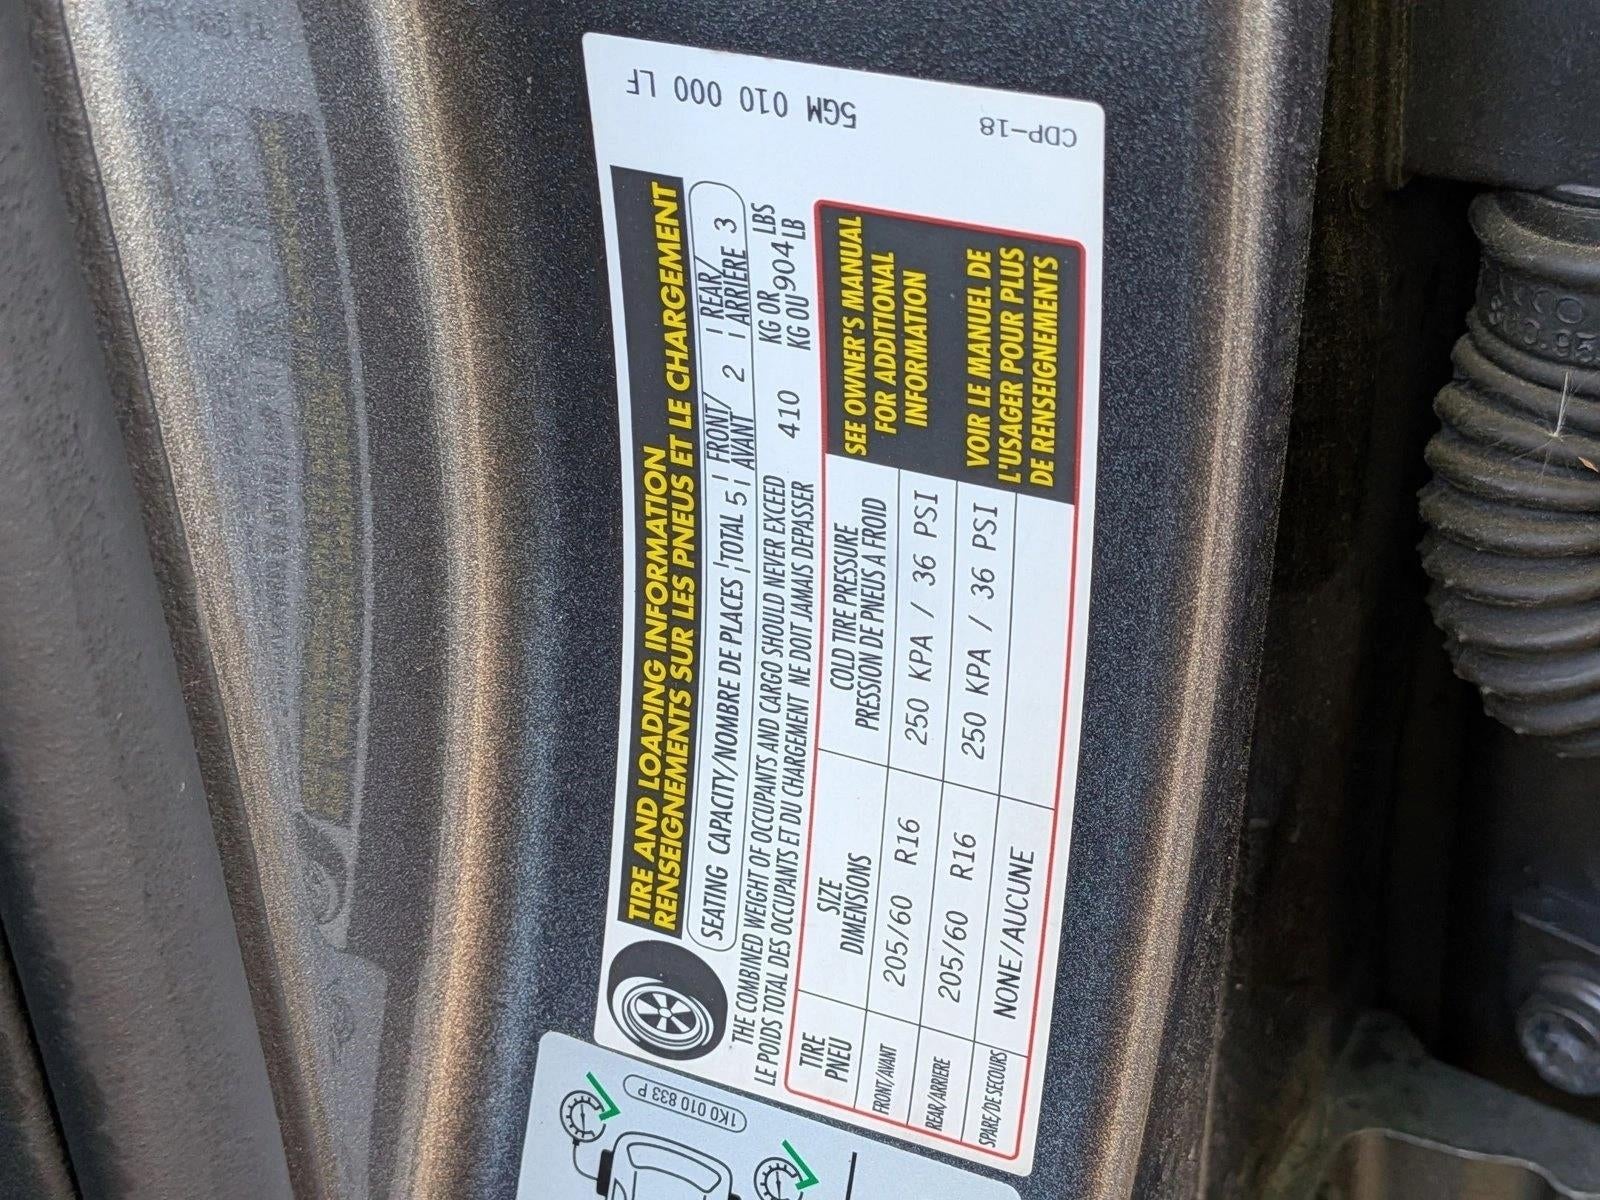 TIRE AND LOADING INFORMATION
RENSEIGNEMENTS SUR LES PNEUS ET LE CHARGEMENT
SEATING CAPACITY/NOMBRE DE PLACES | TOTAL 5 | FRONT/ AVANT 2 | REAR/ ARRIÈRE 3
THE COMBINED WEIGHT OF OCCUPANTS AND CARGO SHOULD NEVER EXCEED 410 KG OR 904 LBS
LE POIDS TOTAL DES OCCUPANTS ET DU CHARGEMENT NE DOIT JAMAIS DEPASSER KG OU LB
TIRE SIZE COLD TIRE PRESSURE
PNEU DIMENSIONS PRESSION DE PNEUS A FROID
FRONT/AVANT 205/60 R16 250 KPA / 36 PSI
REAR/ARRIERE 205/60 R16 250 KPA / 36 PSI
SPARE/DE SECOURS NONE/AUCUNE
SEE OWNER'S MANUAL
FOR ADDITIONAL
INFORMATION
VOIR LE MANUEL DE
L'USAGER POUR PLUS
DE RENSEIGNEMENTS
5GM 010 000 LF
CDP-18
1K0 010 833 P